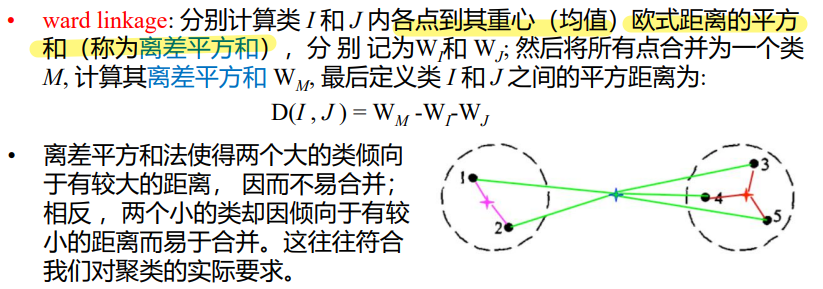 • ward linkage: 分别计算类 I 和 J 内各点到其重心（均值）欧式距离的平方
和（称为离差平方和），分 别 记为WI和 WJ; 然后将所有点合并为一个类
M, 计算其离差平方和 WM, 最后定义类 I 和 J 之间的平方距离为:
D(I , J ) = WM -WI-WJ
• 离差平方和法使得两个大的类倾向
于有较大的距离， 因而不易合并；
相反 ，两个小的类却因倾向于有较
小的距离而易于合并。这往往符合
我们对聚类的实际要求。
1
2
3
4
5